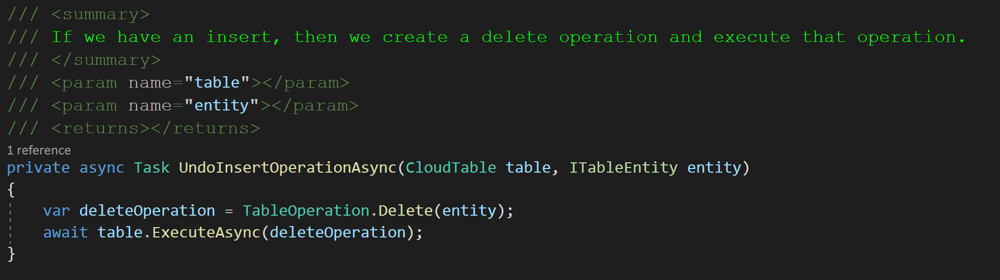 /// <summary>
/// If we have an insert, then we create a delete operation and execute that operation.
/// </summary>
/// <param name="table"></param>
/// <param name="entity"></param>
/// <returns></returns>
1 reference
private async Task UndoInsertOperationAsync(CloudTable table, ITableEntity entity)
{
    var deleteOperation = TableOperation.Delete(entity);
    await table.ExecuteAsync(deleteOperation);
}